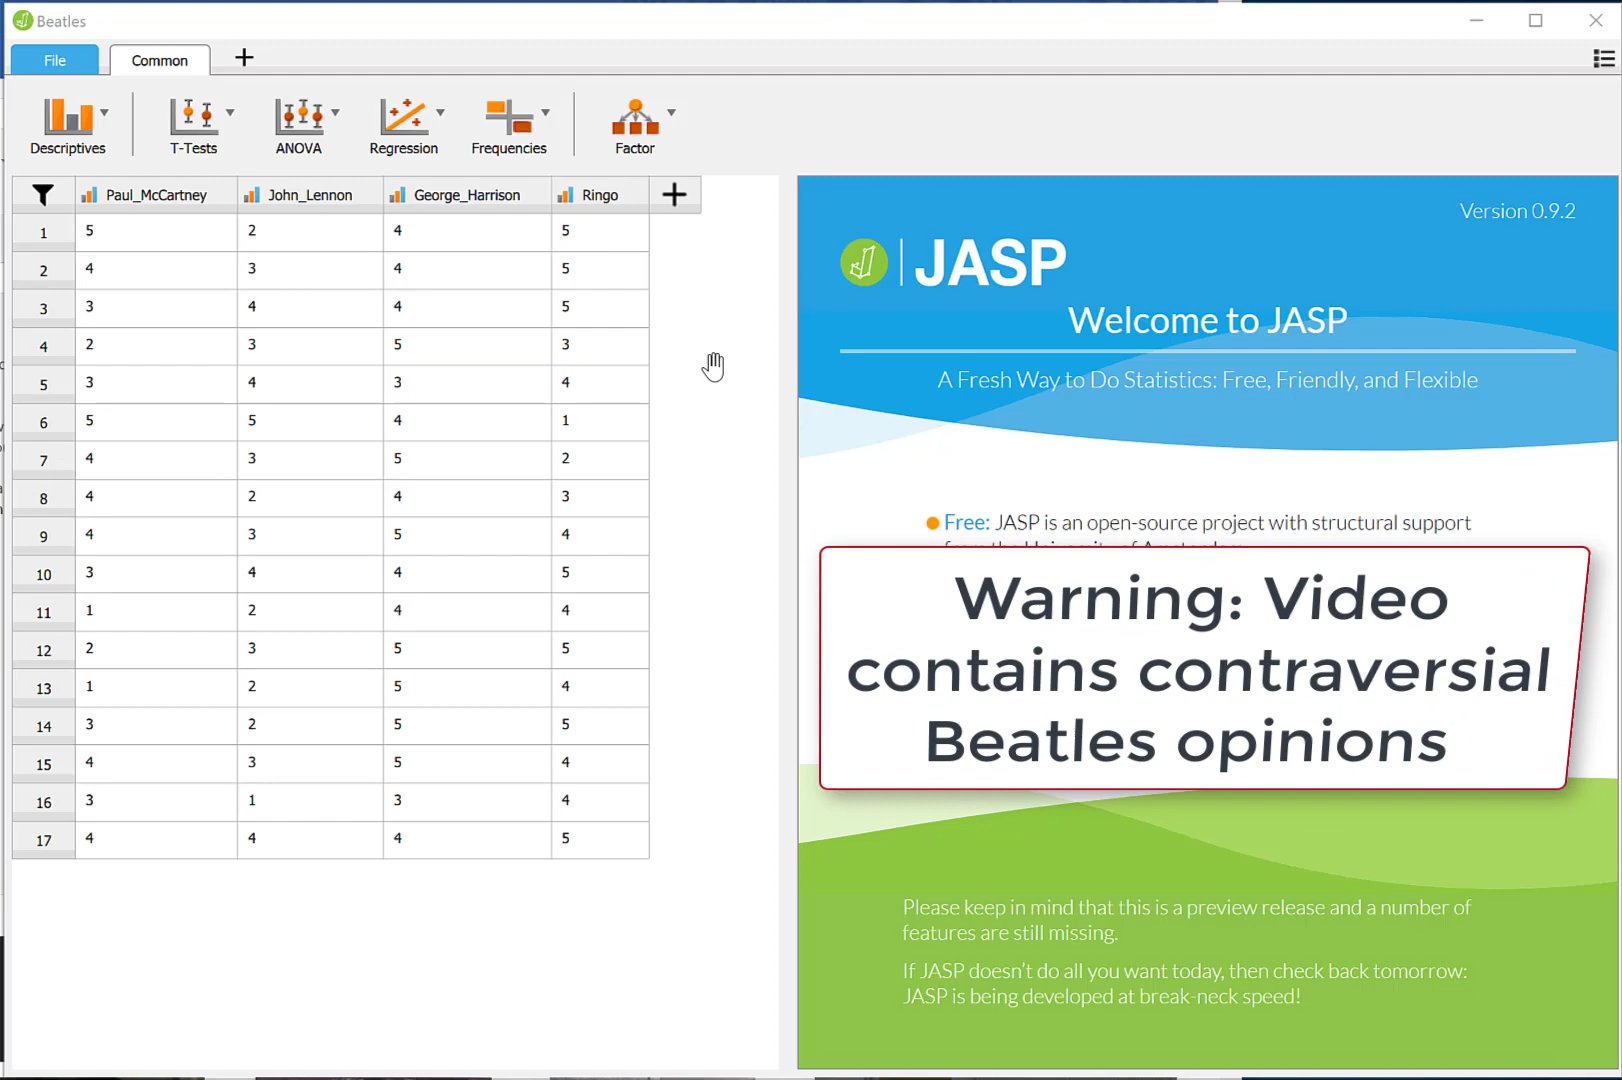 Beatles
File Common
Descriptives T-Tests ANOVA Regression Frequencies Factor
Paul_McCartney John_Lennon George_Harrison Ringo
1 5 2 4 5
2 4 3 4 5
3 3 4 4 5
4 2 3 5 3
5 3 4 3 4
6 5 5 4 1
7 4 3 5 2
8 4 2 4 3
9 4 3 5 4
10 3 4 4 5
11 1 2 4 4
12 2 3 5 5
13 1 2 5 4
14 3 2 5 5
15 4 3 5 4
16 3 1 3 4
17 4 4 4 5
Version 0.9.2
JASP
Welcome to JASP
A Fresh Way to Do Statistics: Free, Friendly, and Flexible
Free: JASP is an open-source project with structural support
Warning: Video
contains contraversial
Beatles opinions
Please keep in mind that this is a preview release and a number of
features are still missing.
If JASP doesn't do all you want today, then check back tomorrow:
JASP is being developed at break-neck speed!